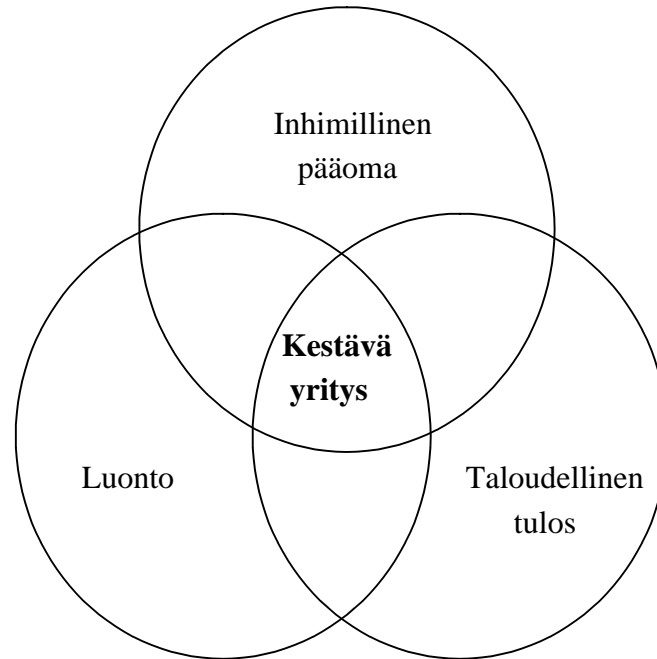 Inhimillinen
pääoma
Kestävä
yritys
Luonto
Taloudellinen
tulos